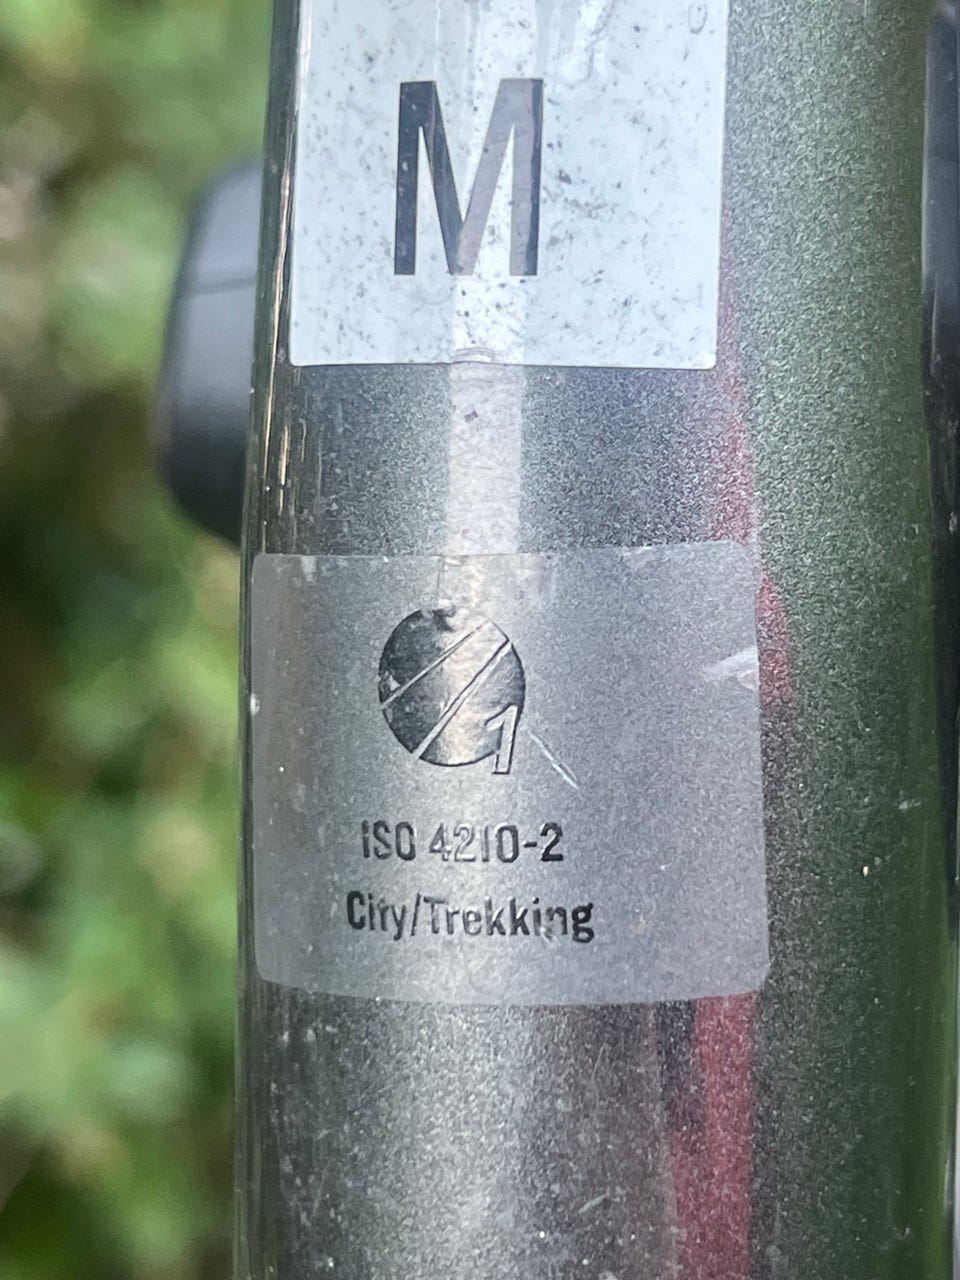 M
1
ISO 4210-2
City/Trekking